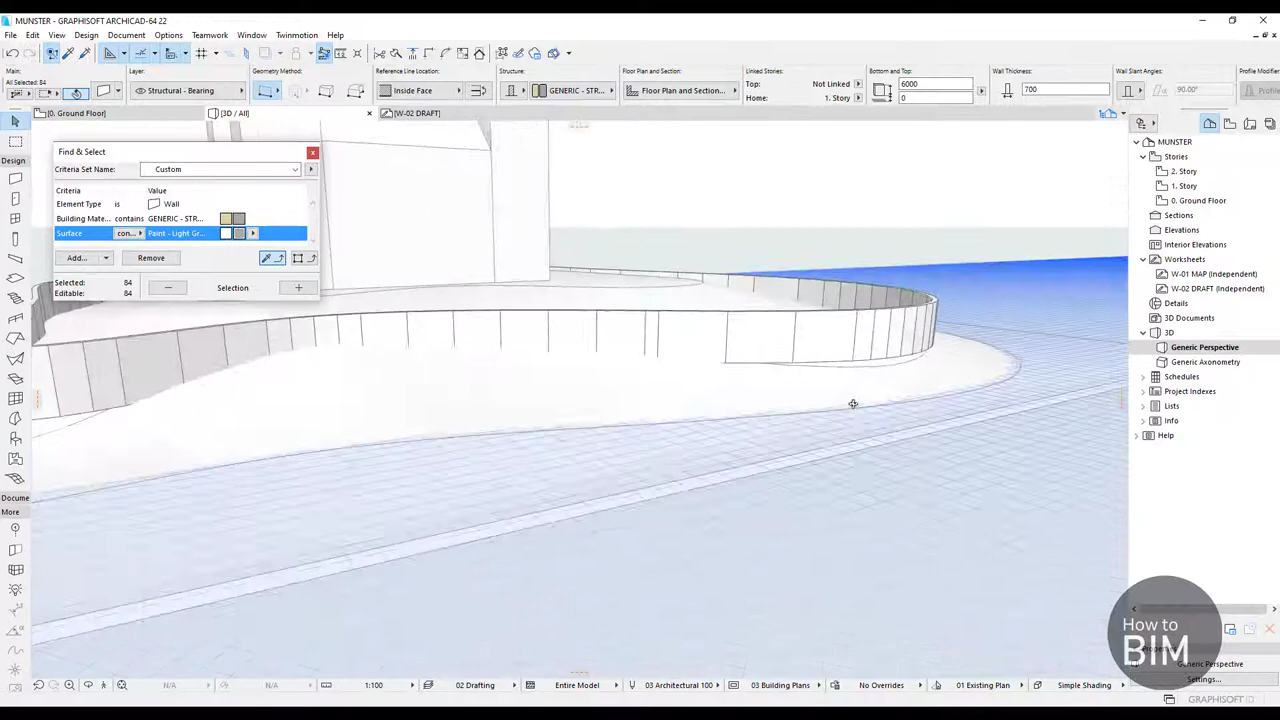 MUNSTER - GRAPHISOFT ARCHICAD-64 22
File Edit View Design Document Options Teamwork Window Twinmotion Help
Main: Layer: Geometry Method: Reference Line Location: Structure: Floor Plan and Section: Linked Stories: Bottom and Top: Wall Thickness: Wall Slant Angles: Profile Modifier
All Selected: 84
Structural - Bearing Inside Face GENERIC - STR... Floor Plan and Section... Top: Not Linked 6000 700 90.00° Profile
Home: 1. Story 0
[0. Ground Floor] [3D / All] [W-02 DRAFT]
Find & Select
Criteria Set Name: Custom
Criteria Value
Element Type is Wall
Building Mate... contains GENERIC - STR...
Surface con... Paint - Light Gr...
Add... Remove
Selected: 84
Editable: 84
Selection
Design
Docume
More
MUNSTER
Stories
2. Story
1. Story
0. Ground Floor
Sections
Elevations
Interior Elevations
Worksheets
W-01 MAP (Independent)
W-02 DRAFT (Independent)
Details
3D Documents
3D
Generic Perspective
Generic Axonometry
Schedules
Project Indexes
Lists
Info
Help
How to
BIM
Generic Perspective
Settings...
N/A N/A 1:100 02 Drafting Entire Model 03 Architectural 100 03 Building Plans No Overrides 01 Existing Plan Simple Shading
GRAPHISOFT ID